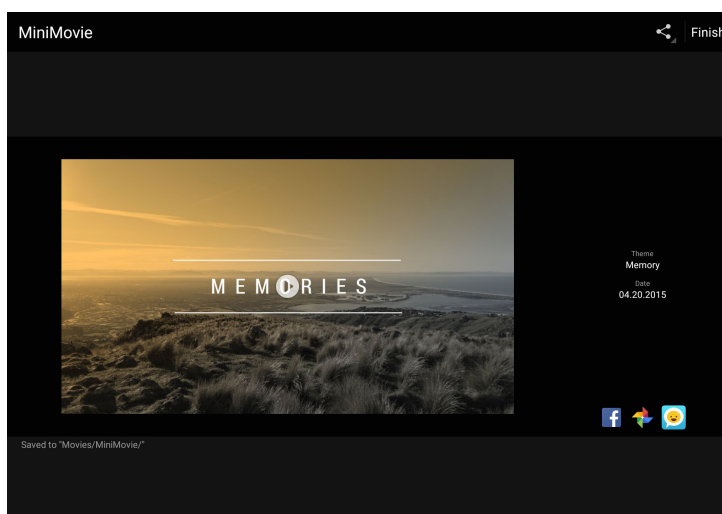 MiniMovie
Finish
MEMORIES
Theme
Memory
Date
04.20.2015
Saved to "Movies/MiniMovie/"